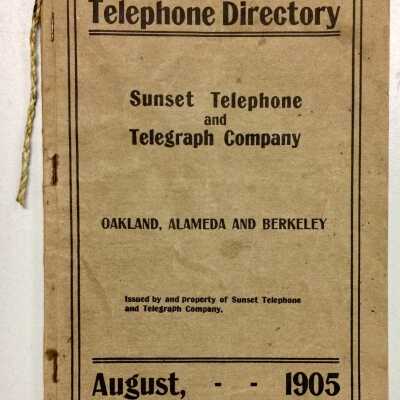 Telephone Directory
Sunset Telephone
and
Telegraph Company
OAKLAND, ALAMEDA AND BERKELEY
Issued by and property of Sunset Telephone
and Telegraph Company.
August, - - 1905